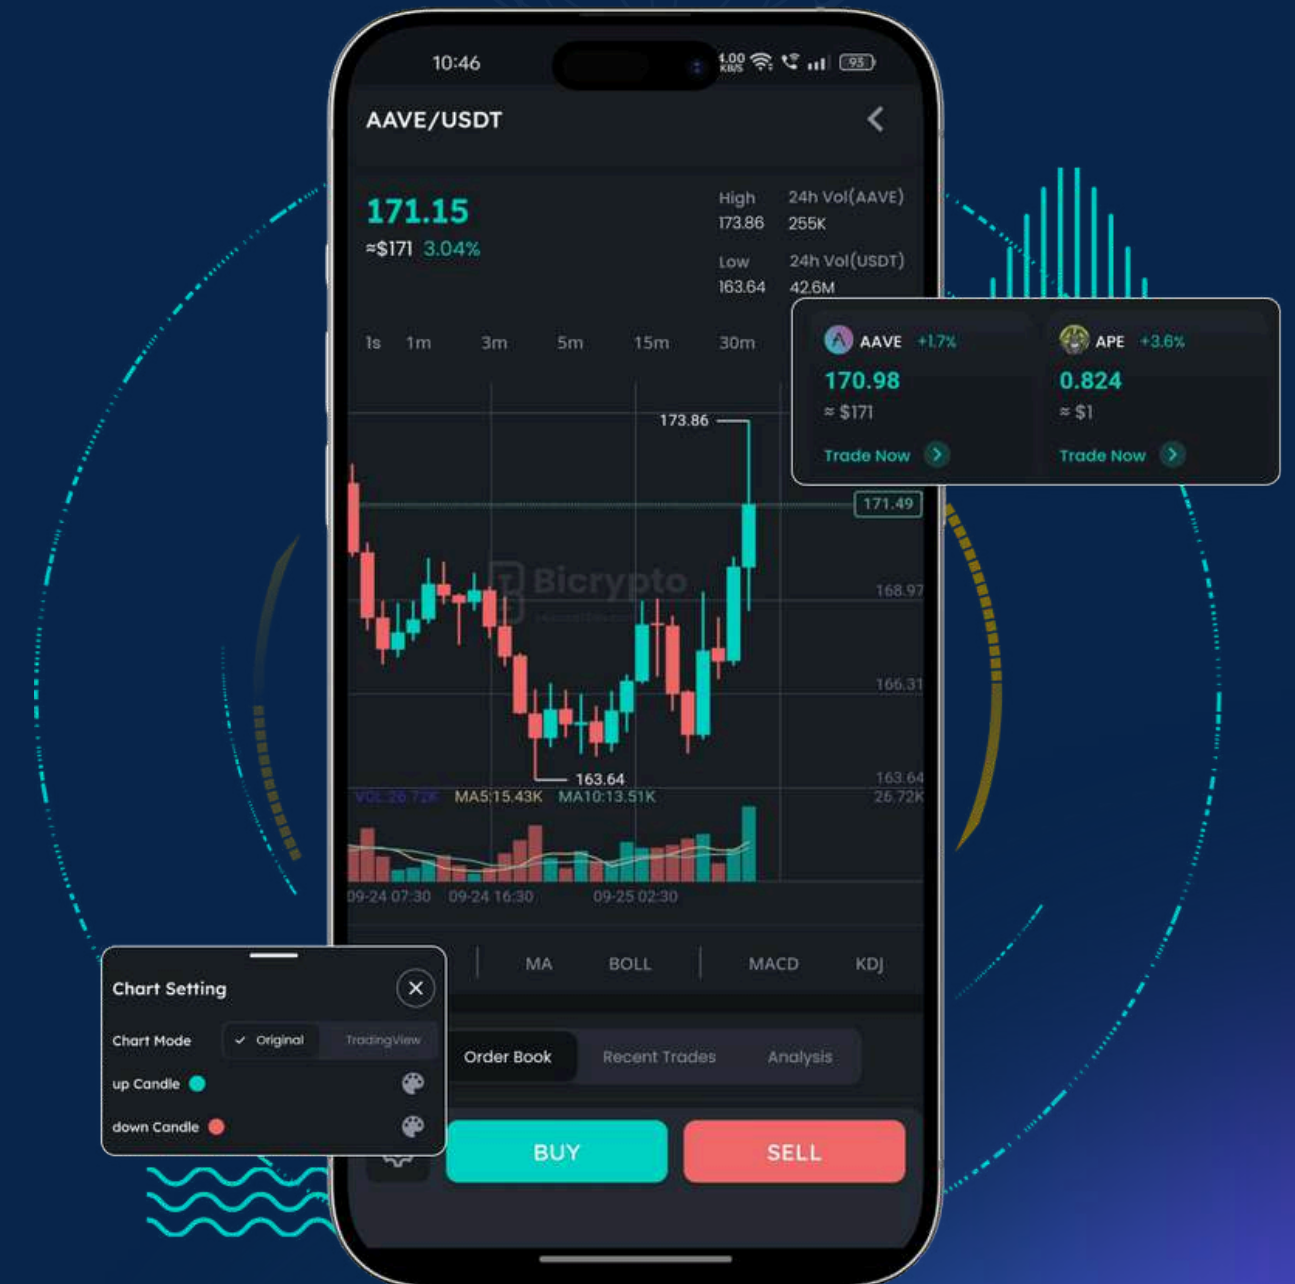 10:46
4.00
KB/S
93
AAVE/USDT
171.15
≈$171 3.04%
High
173.86
24h Vol(AAVE)
255K
Low
163.64
24h Vol(USDT)
42.6M
1s 1m 3m 5m 15m 30m
AAVE +1.7%
170.98
≈ $171
Trade Now
APE +3.6%
0.824
≈ $1
Trade Now
173.86
171.49
Bicrypto
168.97
166.31
163.64
163.64
VOL:26.72K MA5:15.43K MA10:13.51K
26.72K
09-24 07:30 09-24 16:30 09-25 02:30
MA BOLL MACD KDJ
Chart Setting
Chart Mode Original TradingView
up Candle
down Candle
Order Book Recent Trades Analysis
BUY SELL